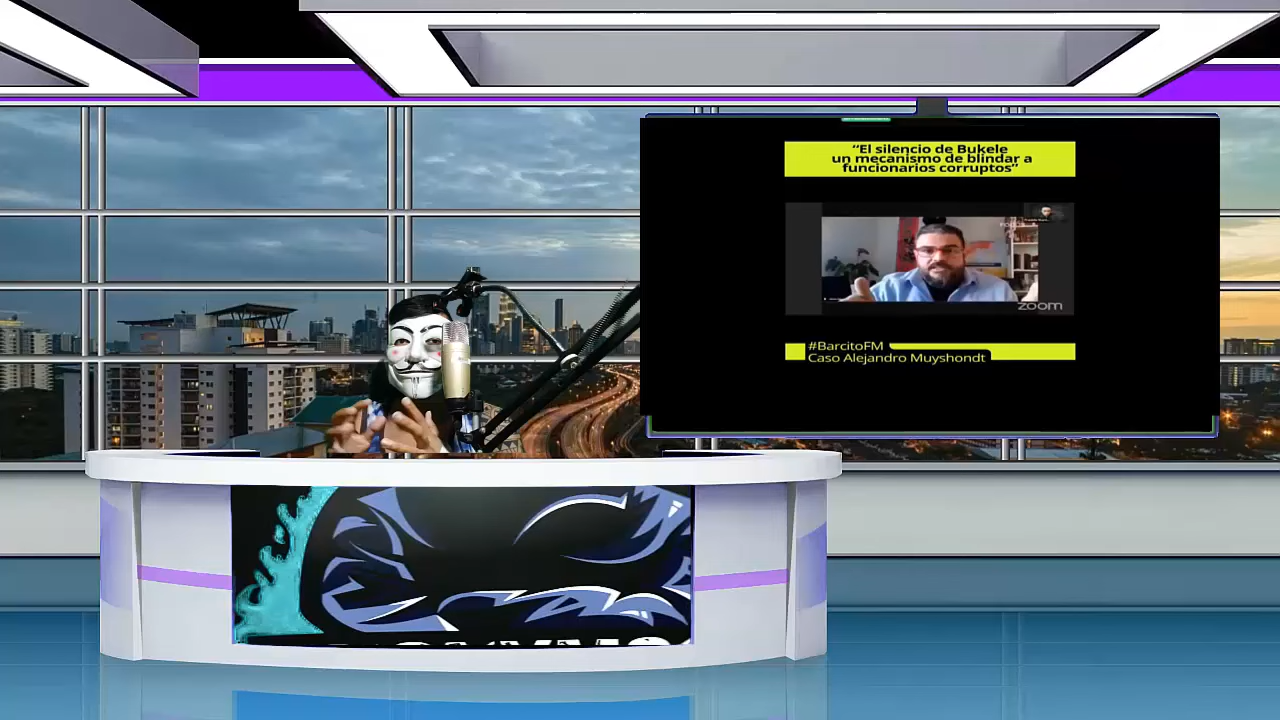 “El silencio de Bukele
un mecanismo de blindar a
funcionarios corruptos”
zoom
#BarcitoFM
Caso Alejandro Muyshondt